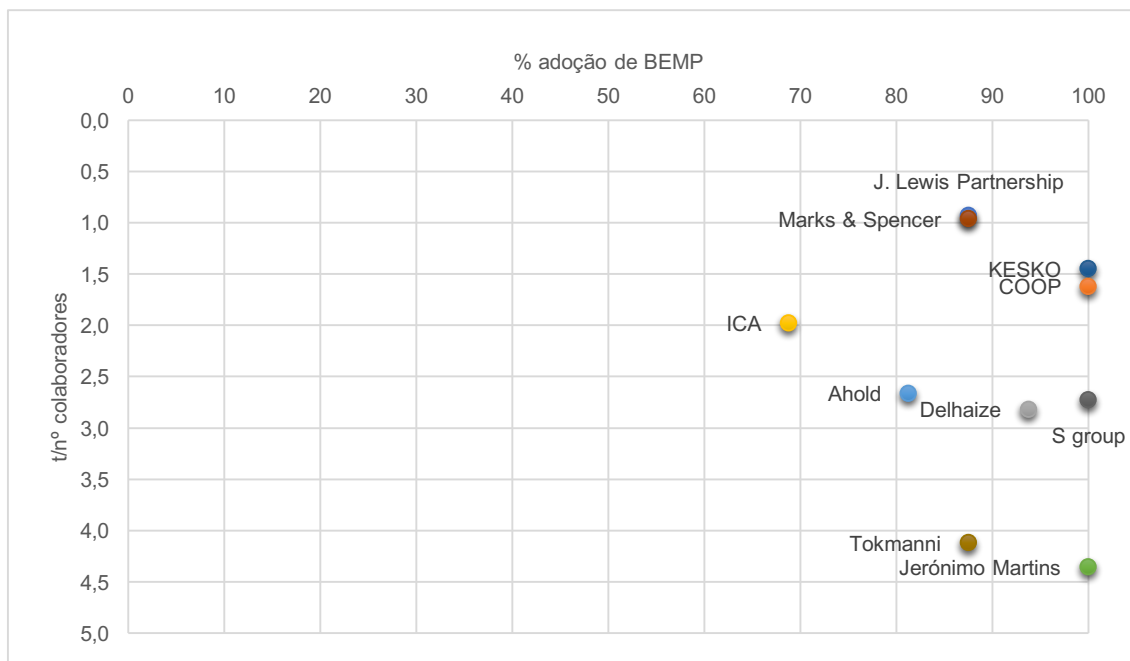 % adoção de BEMP
0 10 20 30 40 50 60 70 80 90 100
0,0
0,5
J. Lewis Partnership
1,0
Marks & Spencer
1,5
KESKO
COOP
2,0
ICA
2,5
Ahold
Delhaize
3,0
S group
3,5
4,0
Tokmanni
Jerónimo Martins
4,5
5,0
t/nº colaboradores